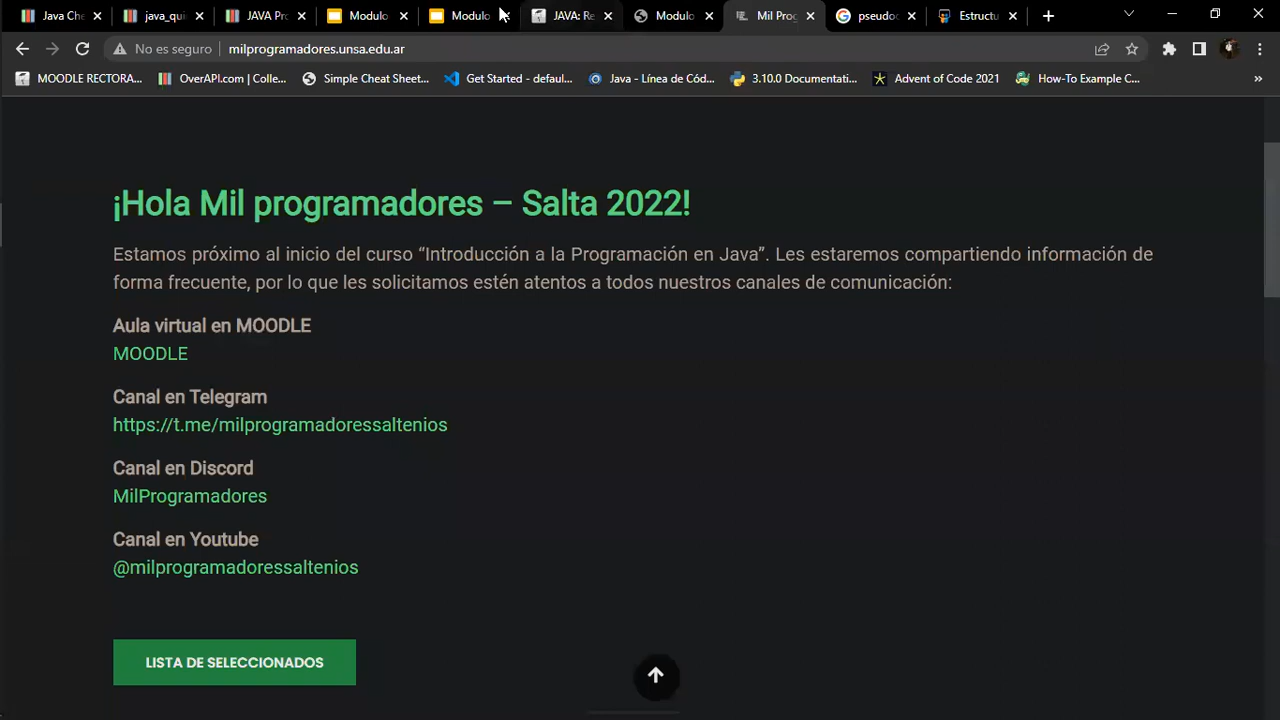 Java Che
java_qui
JAVA Pro
Modulo
Modulo
JAVA: Re
Modulo
Mil Prog
pseudoc
Estructu
No es seguro
milprogramadores.unsa.edu.ar
MOODLE RECTORA...
OverAPI.com | Colle...
Simple Cheat Sheet...
Get Started - defaul...
Java - Línea de Cód...
3.10.0 Documentati...
Advent of Code 2021
How-To Example C...
¡Hola Mil programadores – Salta 2022!
Estamos próximo al inicio del curso “Introducción a la Programación en Java”. Les estaremos compartiendo información de
forma frecuente, por lo que les solicitamos estén atentos a todos nuestros canales de comunicación:
Aula virtual en MOODLE
MOODLE
Canal en Telegram
https://t.me/milprogramadoressaltenios
Canal en Discord
MilProgramadores
Canal en Youtube
@milprogramadoressaltenios
LISTA DE SELECCIONADOS